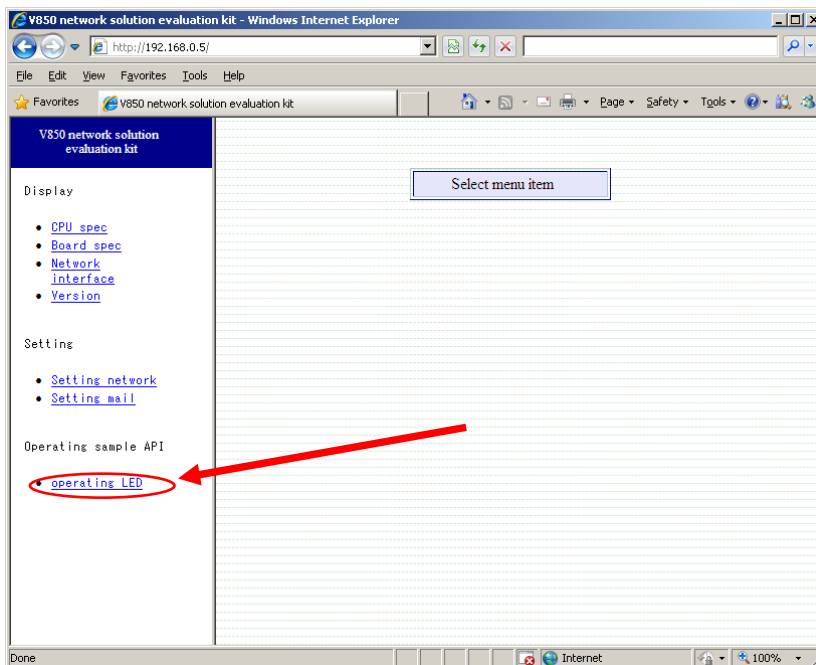 V850 network solution evaluation kit - Windows Internet Explorer
http://192.168.0.5/
File Edit View Favorites Tools Help
Favorites V850 network solution evaluation kit Page Safety Tools
V850 network solution
evaluation kit
Select menu item
Display
CPU spec
Board spec
Network
interface
Version
Setting
Setting network
Setting mail
Operating sample API
operating LED
Done Internet 100%